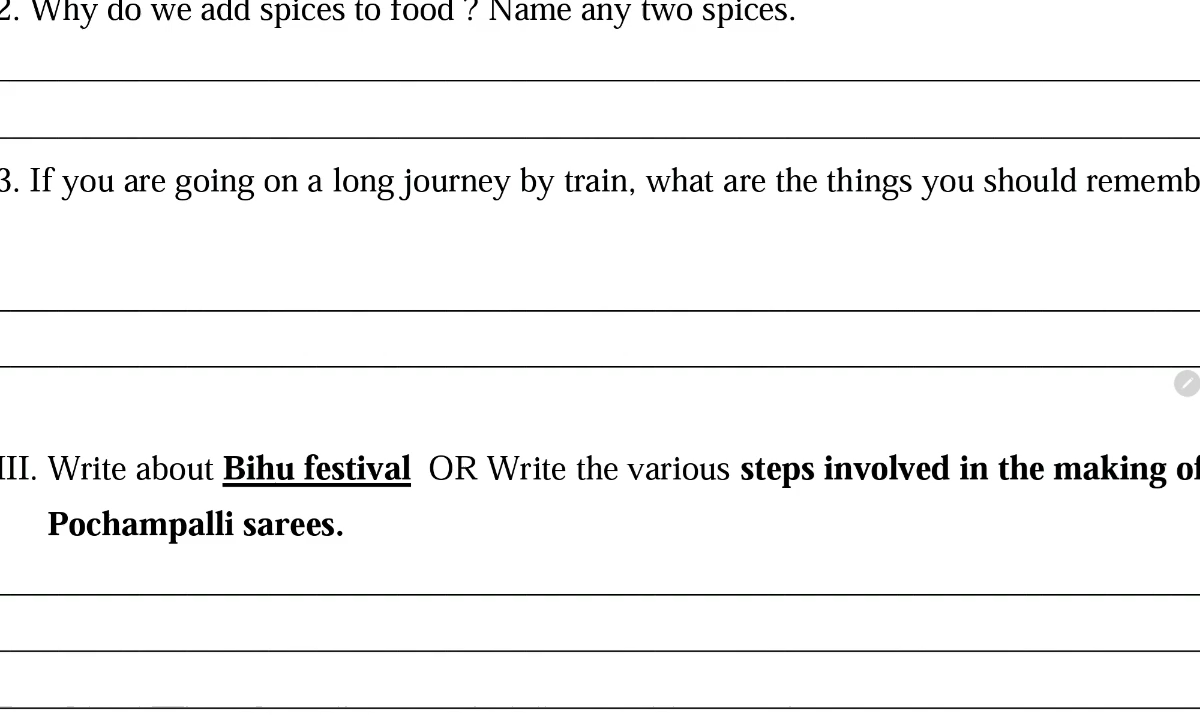 2. Why do we add spices to food ? Name any two spices.
3. If you are going on a long journey by train, what are the things you should rememb
III. Write about Bihu festival OR Write the various steps involved in the making of
Pochampalli sarees.